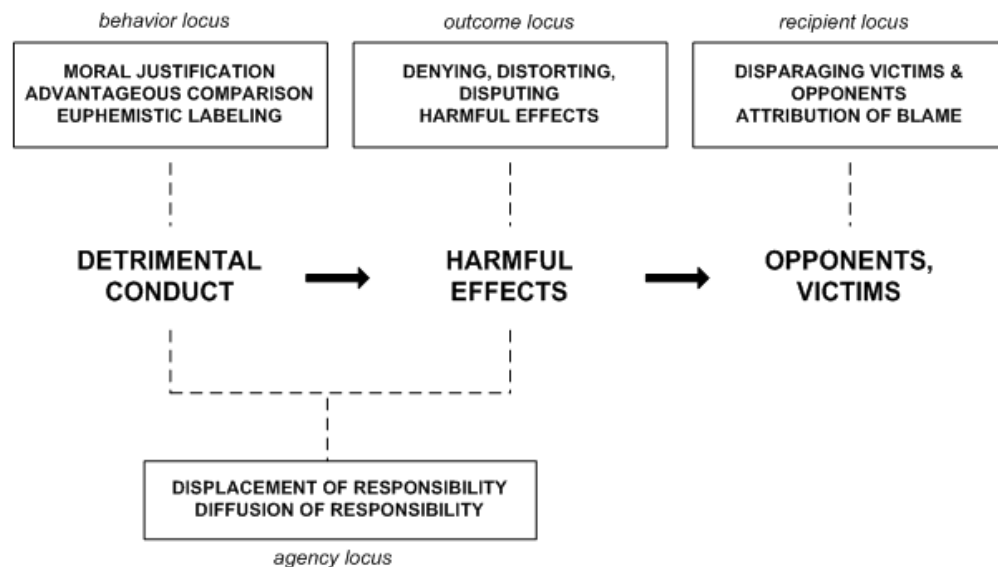 behavior locus
outcome locus
recipient locus
MORAL JUSTIFICATION
ADVANTAGEOUS COMPARISON
EUPHEMISTIC LABELING
DENYING, DISTORTING,
DISPUTING
HARMFUL EFFECTS
DISPARAGING VICTIMS &
OPPONENTS
ATTRIBUTION OF BLAME
DETRIMENTAL
CONDUCT
HARMFUL
EFFECTS
OPPONENTS,
VICTIMS
DISPLACEMENT OF RESPONSIBILITY
DIFFUSION OF RESPONSIBILITY
agency locus